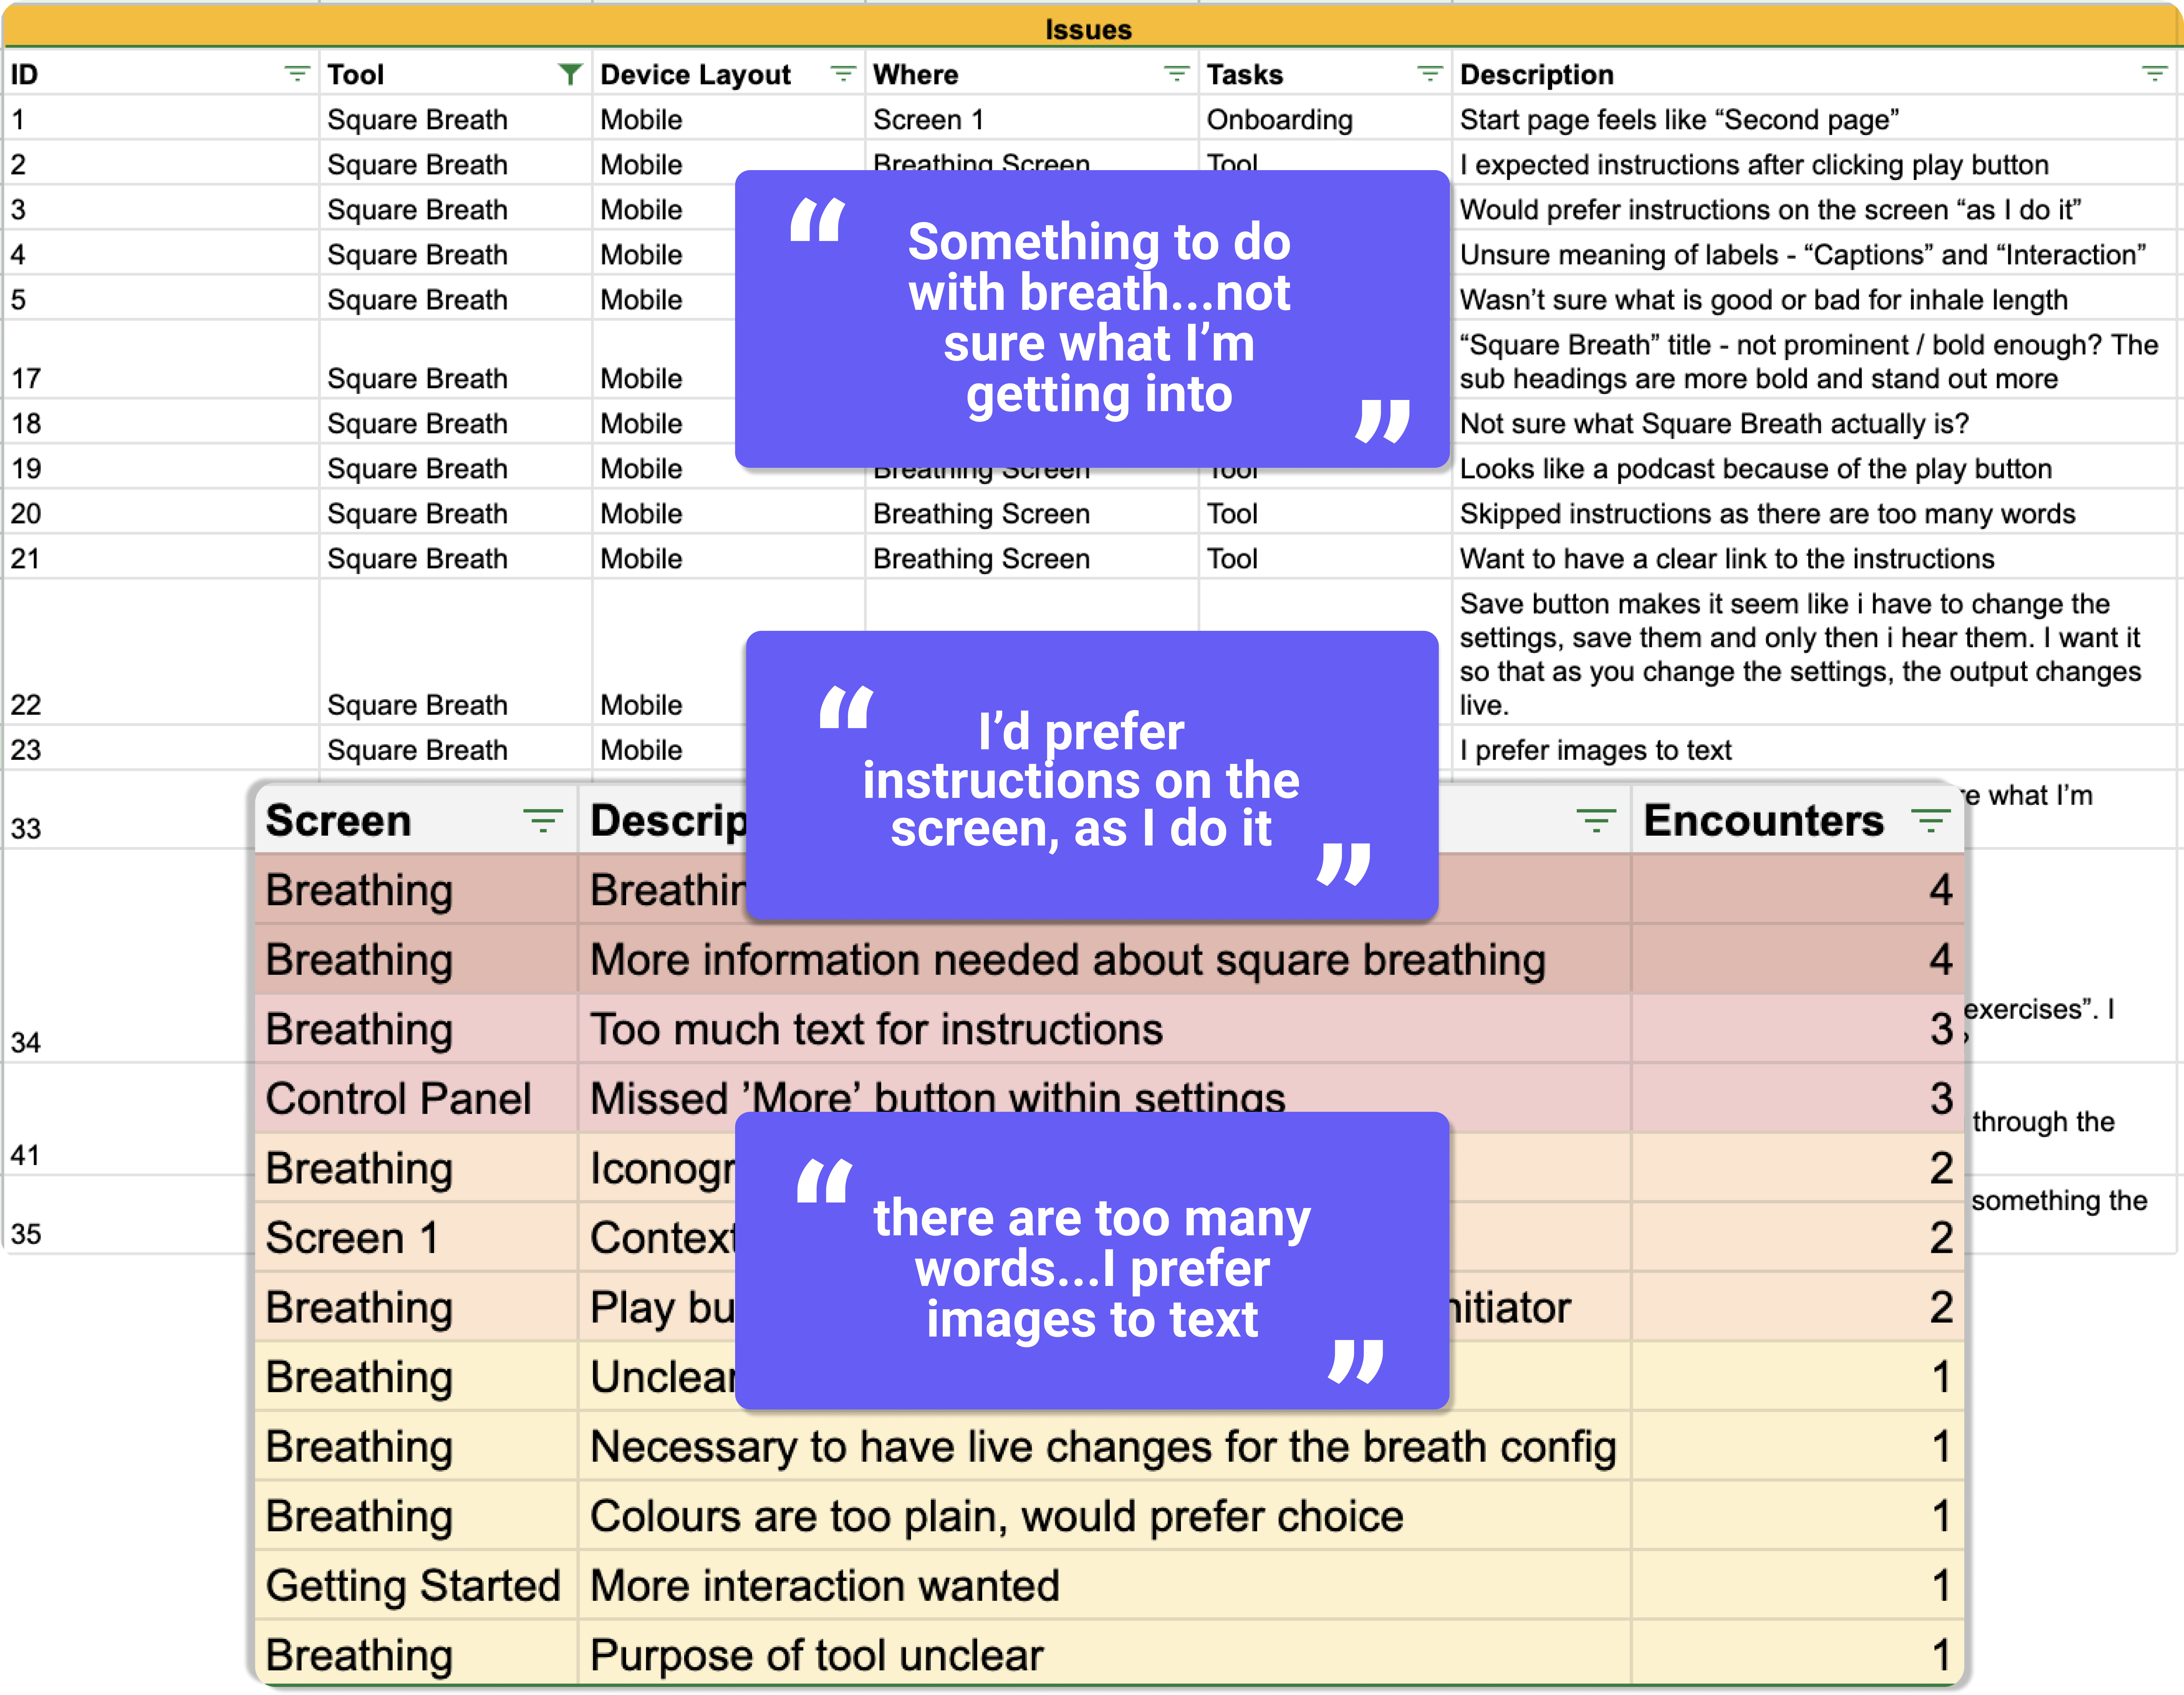 Issues
ID Tool Device Layout Where Tasks Description
1 Square Breath Mobile Screen 1 Onboarding Start page feels like “Second page”
2 Square Breath Mobile Breathing Screen Tool I expected instructions after clicking play button
3 Square Breath Mobile Would prefer instructions on the screen “as I do it”
4 Square Breath Mobile Unsure meaning of labels - “Captions” and “Interaction”
5 Square Breath Mobile Wasn’t sure what is good or bad for inhale length
“Square Breath” title - not prominent / bold enough? The
17 Square Breath Mobile sub headings are more bold and stand out more
18 Square Breath Mobile Not sure what Square Breath actually is?
19 Square Breath Mobile Breathing Screen Tool Looks like a podcast because of the play button
20 Square Breath Mobile Breathing Screen Tool Skipped instructions as there are too many words
21 Square Breath Mobile Breathing Screen Tool Want to have a clear link to the instructions
Save button makes it seem like i have to change the
settings, save them and only then i hear them. I want it
so that as you change the settings, the output changes
22 Square Breath Mobile live.
23 Square Breath Mobile I prefer images to text
33 what I’m
34 exercises”. I
41 through the
35 something the
“
Something to do
with breath...not
sure what I’m
getting into
”
“
I’d prefer
instructions on the
screen, as I do it
”
Screen Encounters
Breathing 4
Breathing More information needed about square breathing 4
Breathing Too much text for instructions 3
Control Panel Missed ’More’ button within settings 3
Breathing 2
Screen 1 2
Breathing Play 2
Breathing 1
Breathing Necessary to have live changes for the breath config 1
Breathing Colours are too plain, would prefer choice 1
Getting Started More interaction wanted 1
Breathing Purpose of tool unclear 1
“
there are too many
words...I prefer
images to text
”